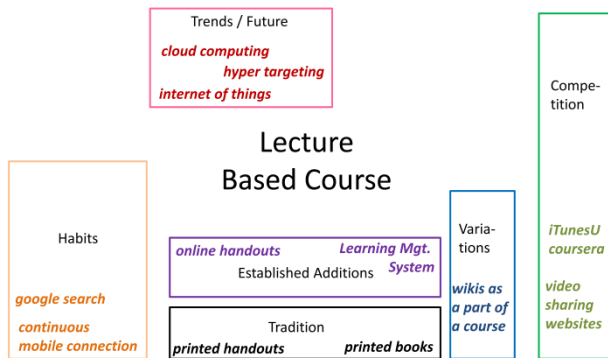 Trends / Future
cloud computing
hyper targeting
internet of things
Compe-
tition
Lecture
Based Course
Habits
google search
continuous
mobile connection
online handouts
Learning Mgt.
System
Established Additions
Tradition
printed handouts
printed books
Varia-
tions
wikis as
a part of
a course
iTunesU
coursera
video
sharing
websites